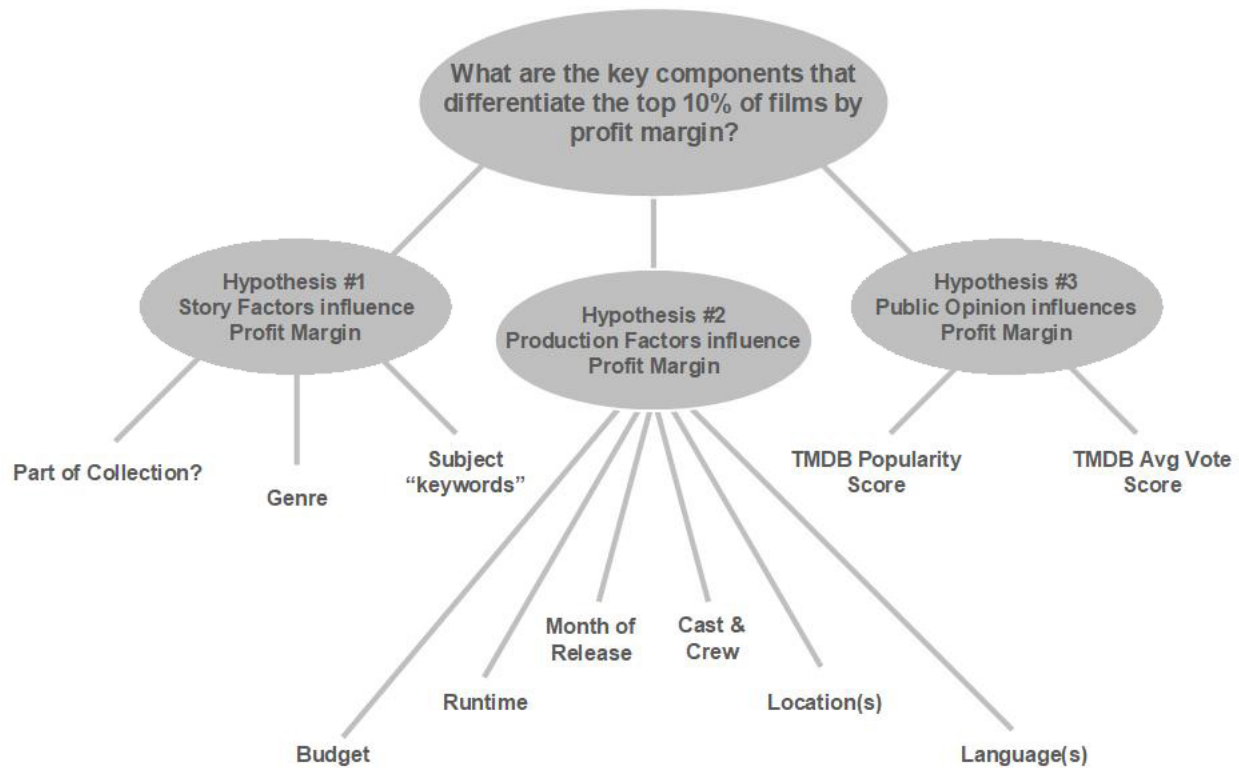 What are the key components that
differentiate the top 10% of films by
profit margin?
Hypothesis #1
Story Factors influence
Profit Margin
Hypothesis #2
Production Factors influence
Profit Margin
Hypothesis #3
Public Opinion influences
Profit Margin
Part of Collection?
Genre
Subject
“keywords”
TMDB Popularity
Score
TMDB Avg Vote
Score
Budget
Runtime
Month of
Release
Cast &
Crew
Location(s)
Language(s)